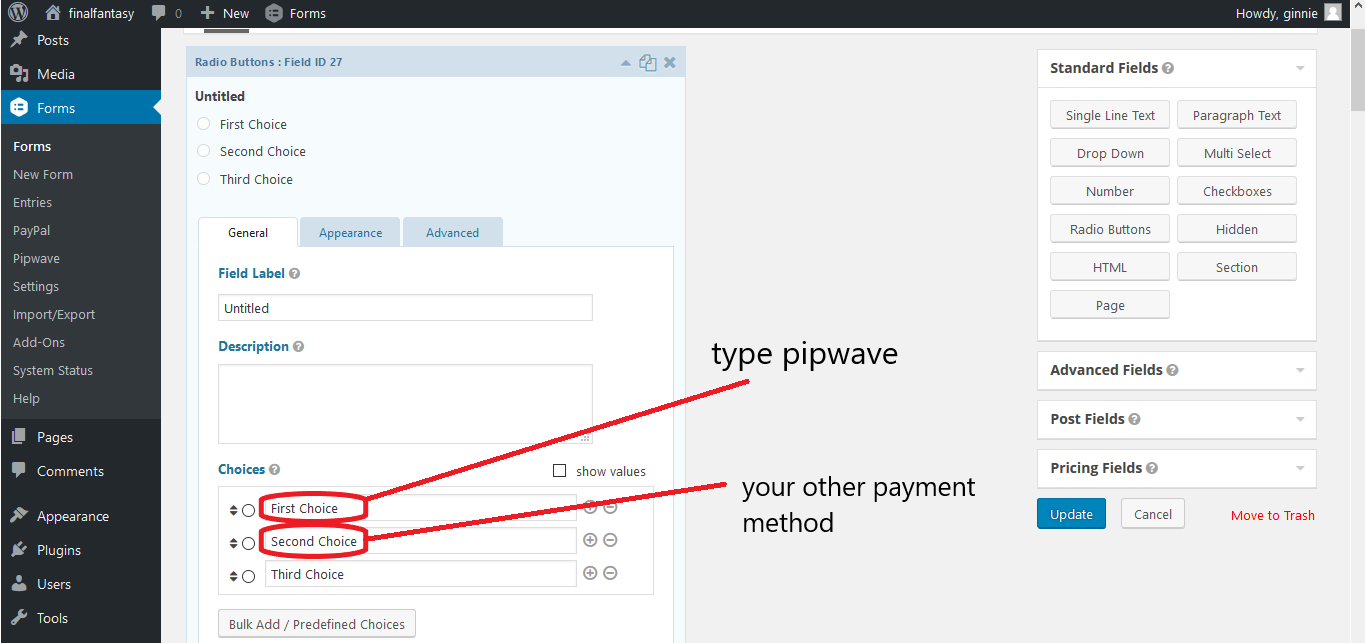 finalfantasy 0 New Forms Howdy, ginnie
Posts
Media
Forms
Forms
New Form
Entries
PayPal
Pipwave
Settings
Import/Export
Add-Ons
System Status
Help
Pages
Comments
Appearance
Plugins
Users
Tools
Radio Buttons : Field ID 27
Untitled
First Choice
Second Choice
Third Choice
General Appearance Advanced
Field Label
Untitled
Description
Choices show values
First Choice
Second Choice
Third Choice
Bulk Add / Predefined Choices
type pipwave
your other payment
method
Standard Fields
Single Line Text Paragraph Text
Drop Down Multi Select
Number Checkboxes
Radio Buttons Hidden
HTML Section
Page
Advanced Fields
Post Fields
Pricing Fields
Update Cancel Move to Trash